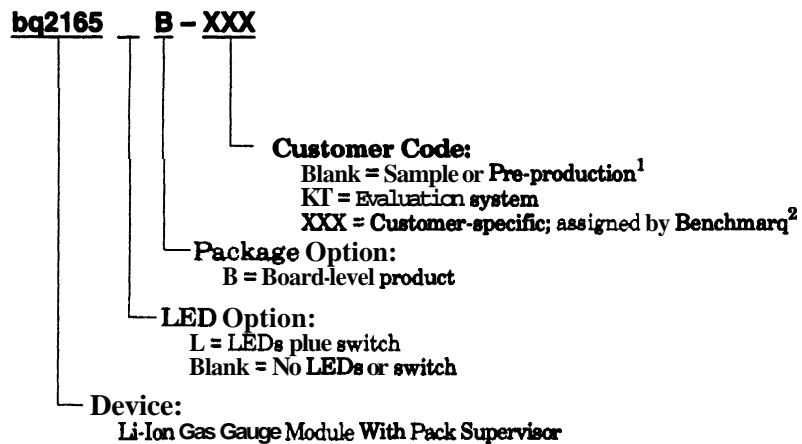 bq2165 _ B – XXX
Customer Code:
Blank = Sample or Pre-production¹
KT = Evaluation system
XXX = Customer-specific; assigned by Benchmarq²
Package Option:
B = Board-level product
LED Option:
L = LEDs plue switch
Blank = No LEDs or switch
Device:
Li-Ion Gas Gauge Module With Pack Supervisor